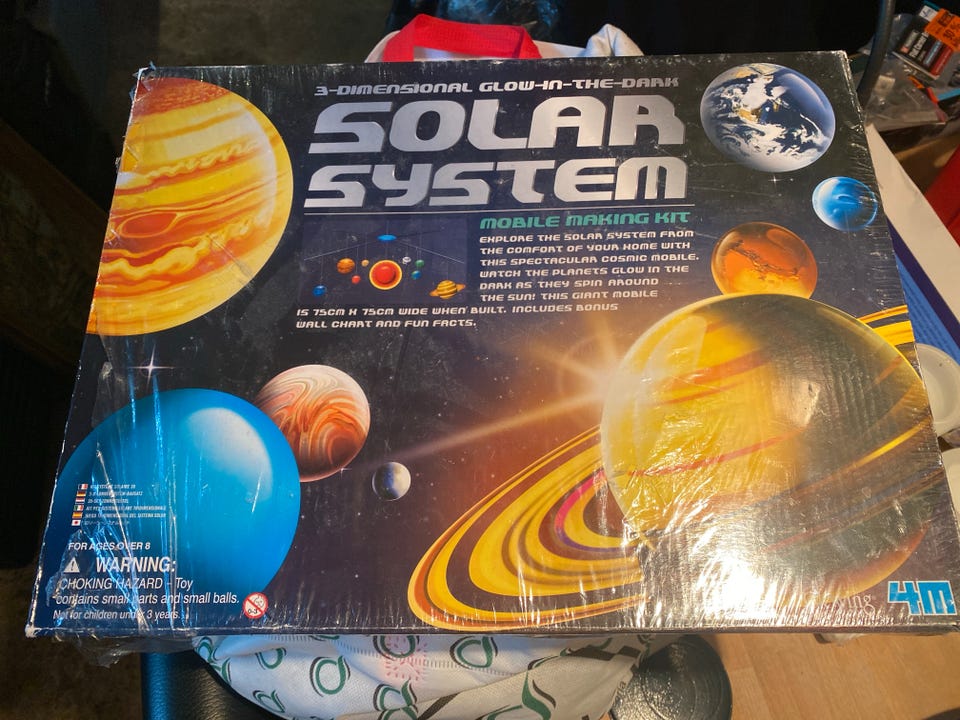 3-DIMENSIONAL GLOW-IN-THE-DARK
SOLAR
SYSTEM
MOBILE MAKING KIT
EXPLORE THE SOLAR SYSTEM FROM
THE COMFORT OF YOUR HOME WITH
THIS SPECTACULAR COSMIC MOBILE.
WATCH THE PLANETS GLOW IN THE
DARK AS THEY SPIN AROUND
THE SUN! THIS GIANT MOBILE
IS 75CM X 75CM WIDE WHEN BUILT. INCLUDES BONUS
WALL CHART AND FUN FACTS.
FOR AGES OVER 8
WARNING:
CHOKING HAZARD – Toy
contains small parts and small balls.
Not for children under 3 years.
0-3
4M